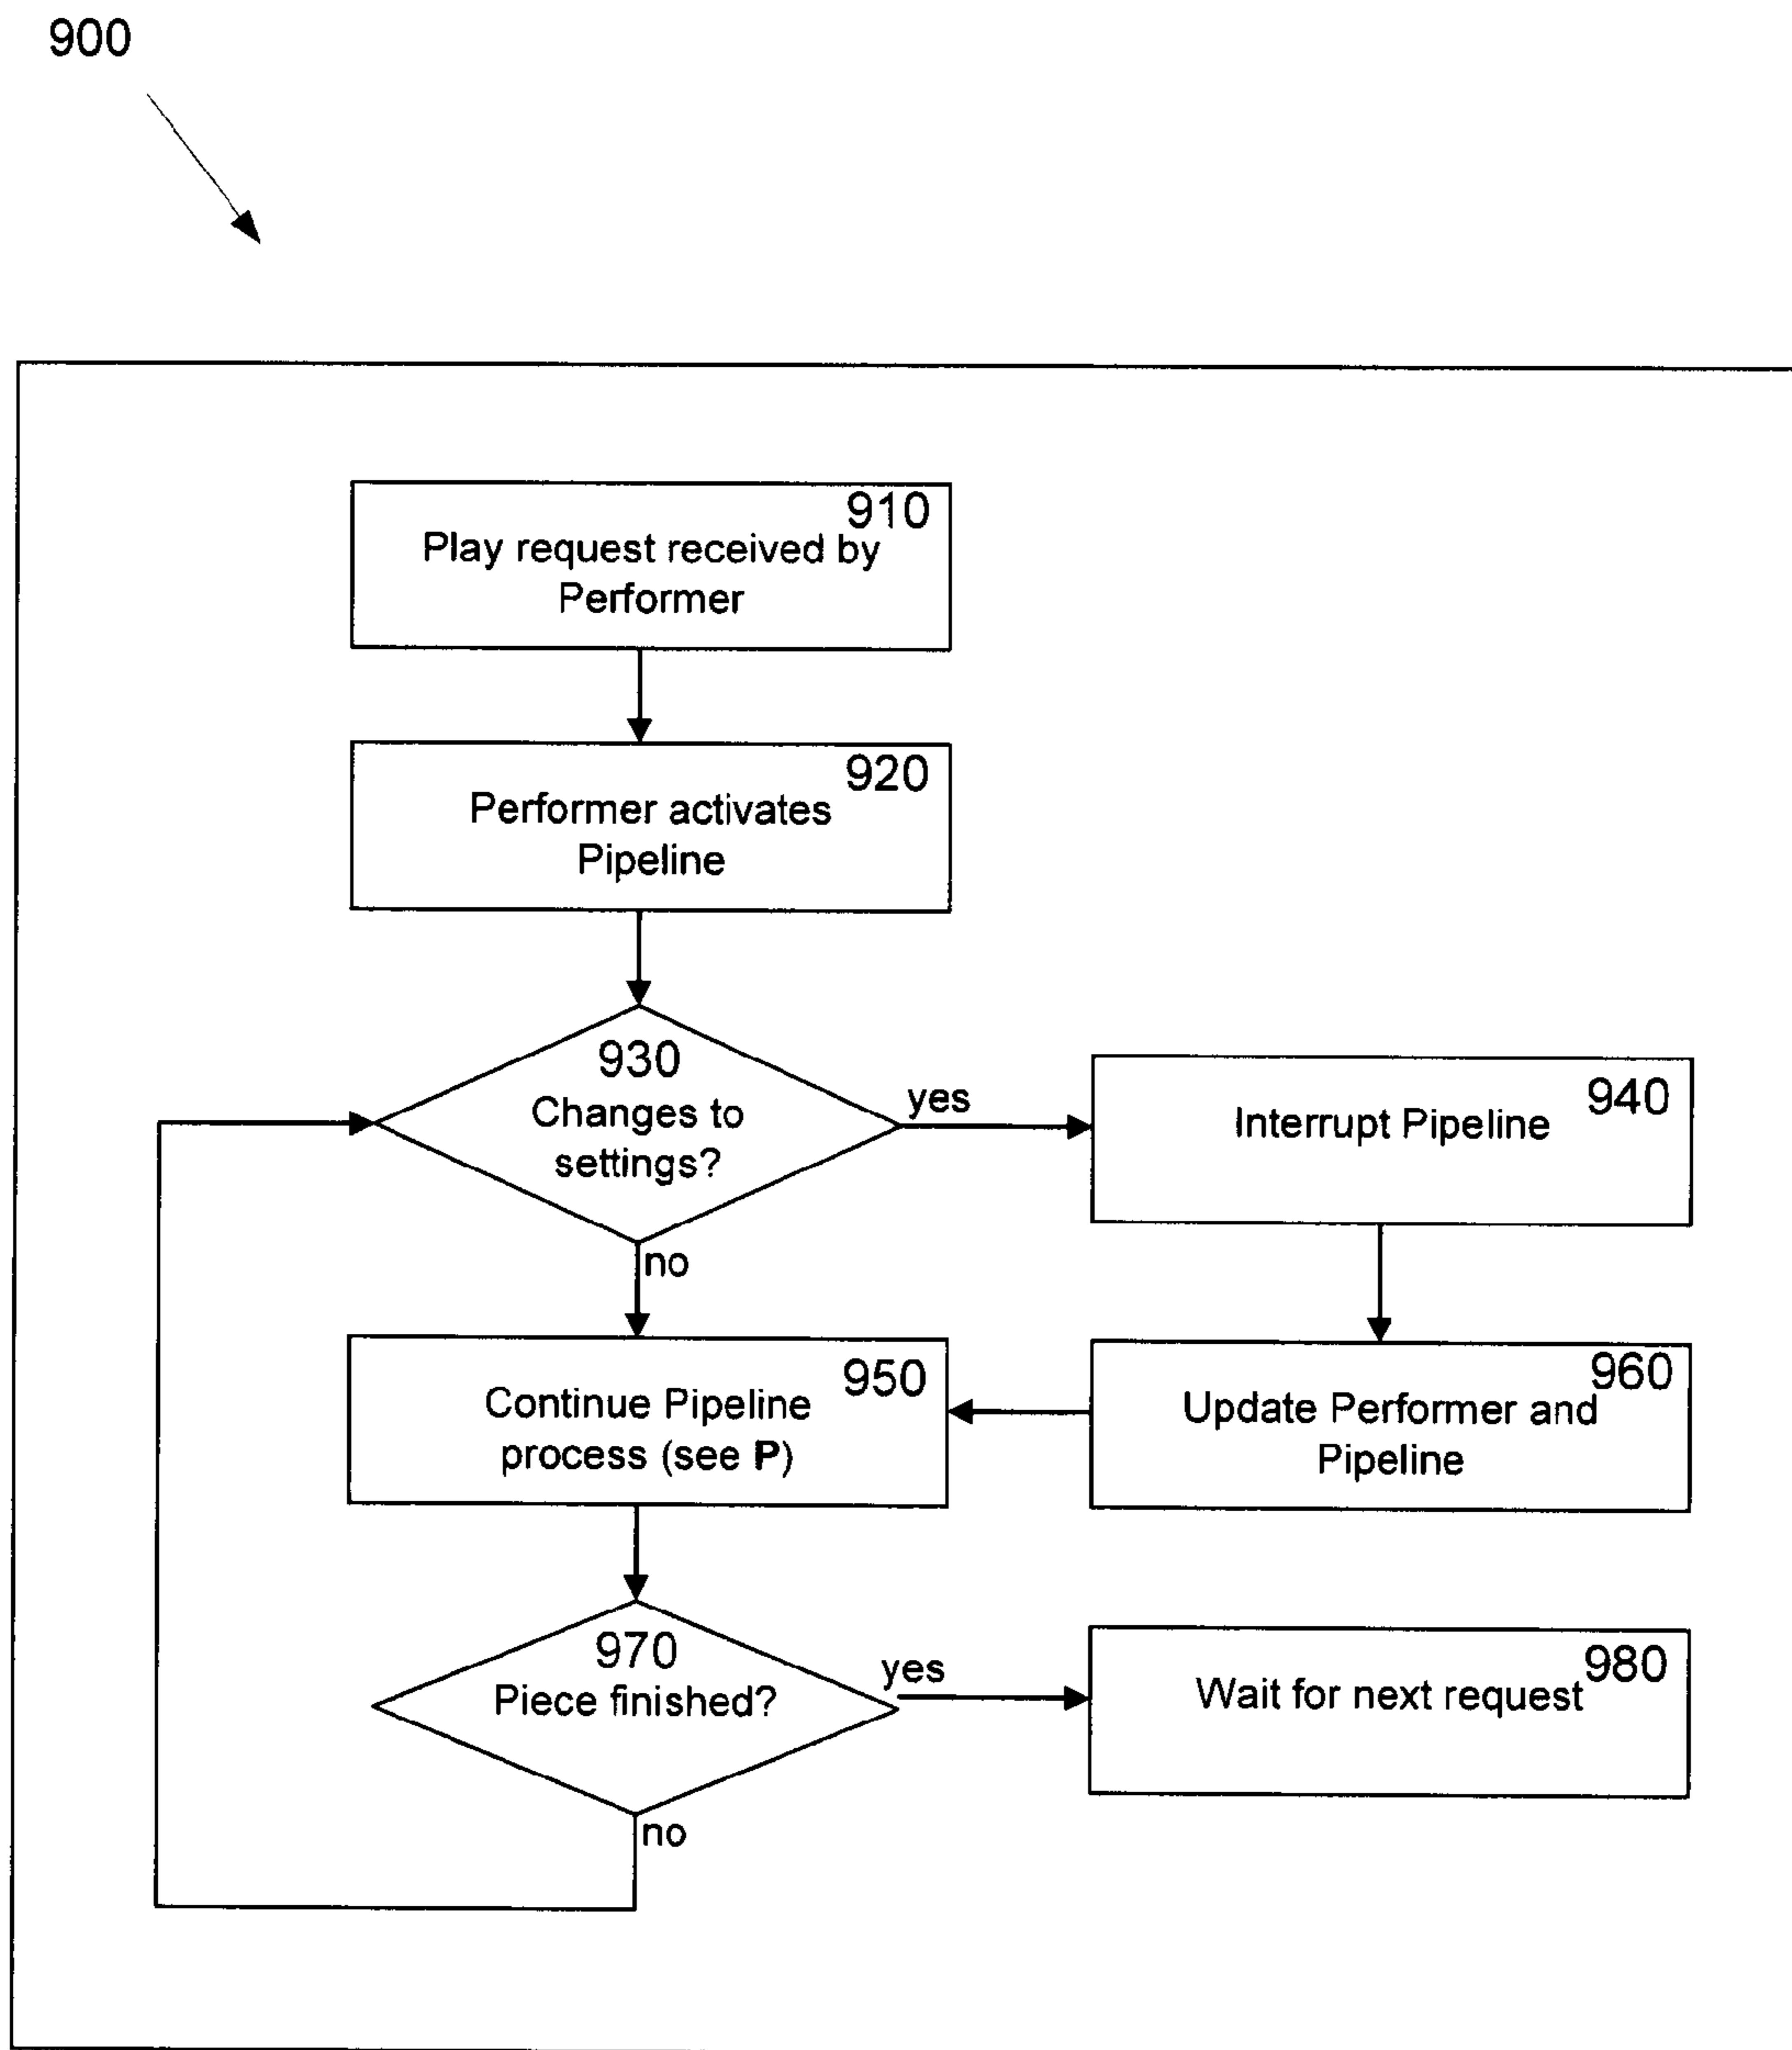 900
910
Play request received by
Performer
920
Performer activates
Pipeline
930
Changes to
settings?
yes
940
Interrupt Pipeline
no
950
Continue Pipeline
process (see P)
960
Update Performer and
Pipeline
970
Piece finished?
yes
980
Wait for next request
no